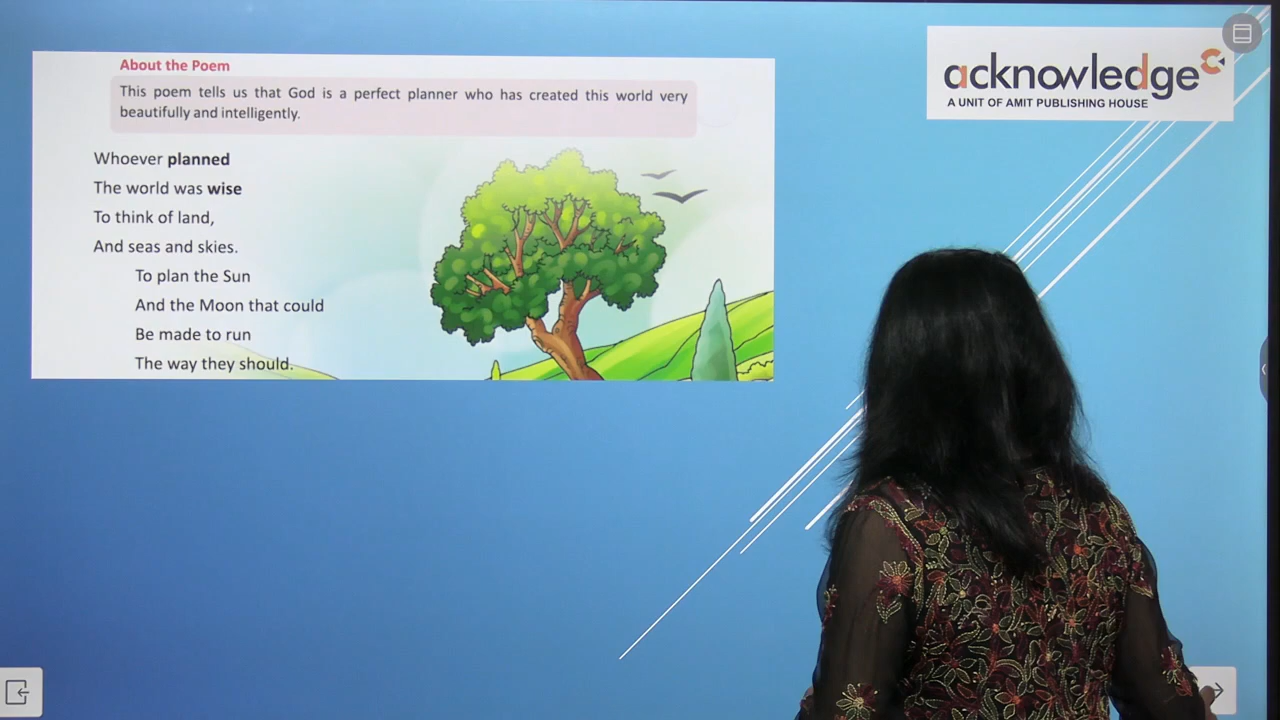 About the Poem
This poem tells us that God is a perfect planner who has created this world very
beautifully and intelligently.
Whoever planned
The world was wise
To think of land,
And seas and skies.
To plan the Sun
And the Moon that could
Be made to run
The way they should.
acknowledge
A UNIT OF AMIT PUBLISHING HOUSE